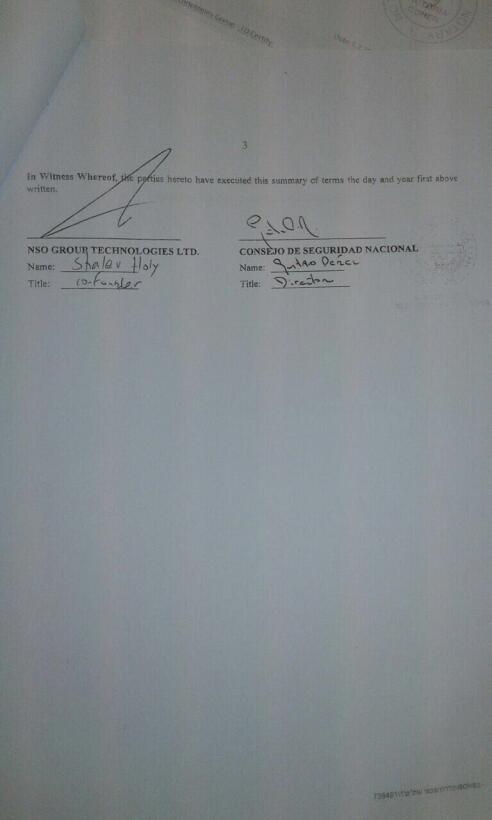 3
In Witness Whereof, the parties hereto have executed this summary of terms the day and year first above
written.
NSO GROUP TECHNOLOGIES LTD.
CONSEJO DE SEGURIDAD NACIONAL
Name: Shalev Holy
Name: Gustavo Perez
Title: co-founder
Title: Director